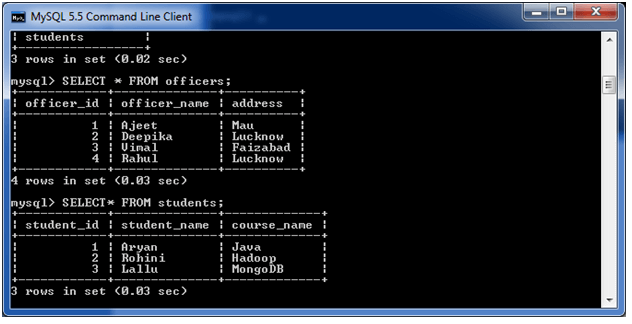 MySQL 5.5 Command Line Client
| students          |
+-------------------+
3 rows in set (0.02 sec)
mysql> SELECT * FROM officers;
+------------+--------------+-----------+
| officer_id | officer_name | address   |
+------------+--------------+-----------+
|          1 | Ajeet        | Mau       |
|          2 | Deepika      | Lucknow   |
|          3 | Vimal        | Faizabad  |
|          4 | Rahul        | Lucknow   |
+------------+--------------+-----------+
4 rows in set (0.03 sec)
mysql> SELECT* FROM students;
+------------+--------------+-------------+
| student_id | student_name | course_name |
+------------+--------------+-------------+
|          1 | Aryan        | Java        |
|          2 | Rohini       | Hadoop      |
|          3 | Lallu        | MongoDB     |
+------------+--------------+-------------+
3 rows in set (0.03 sec)